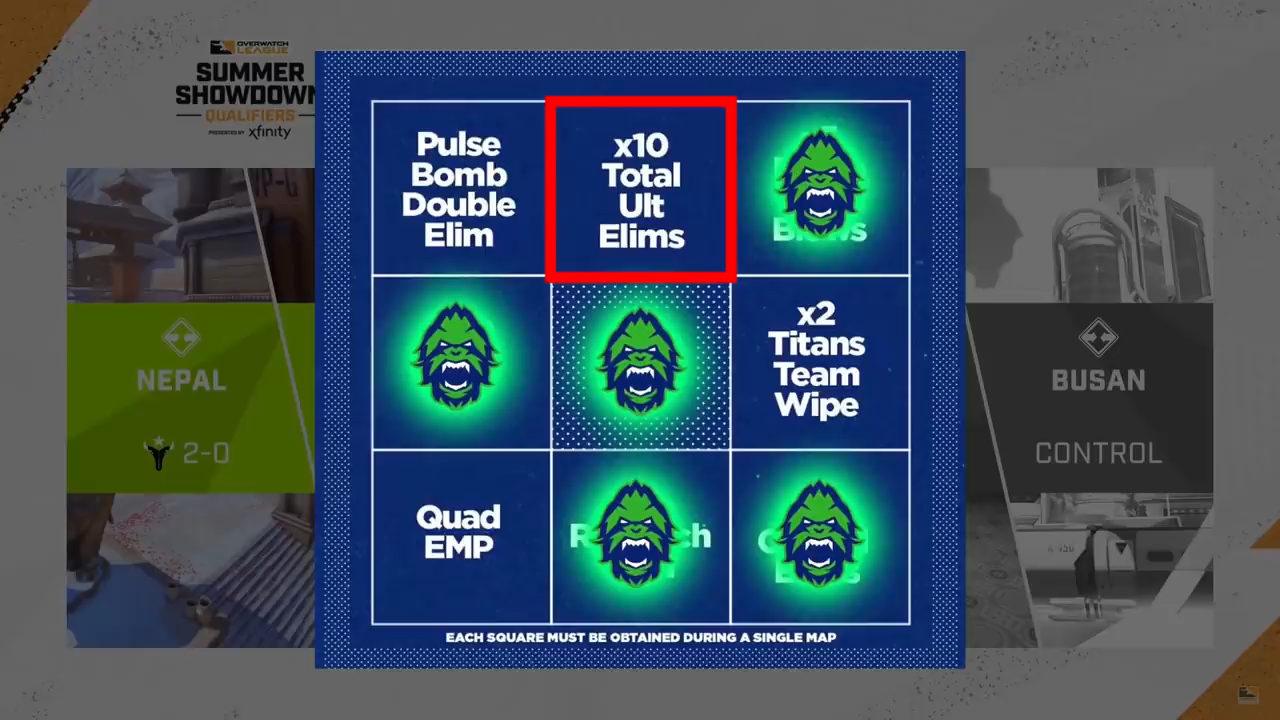 OVERWATCH
LEAGUE
SUMMER
SHOWDOWN
QUALIFIERS
PRESENTED BY xfinity
Pulse
Bomb
Double
Elim
x10
Total
Ult
Elims
x2
Titans
Team
Wipe
Quad
EMP
EACH SQUARE MUST BE OBTAINED DURING A SINGLE MAP
NEPAL
2-0
BUSAN
CONTROL